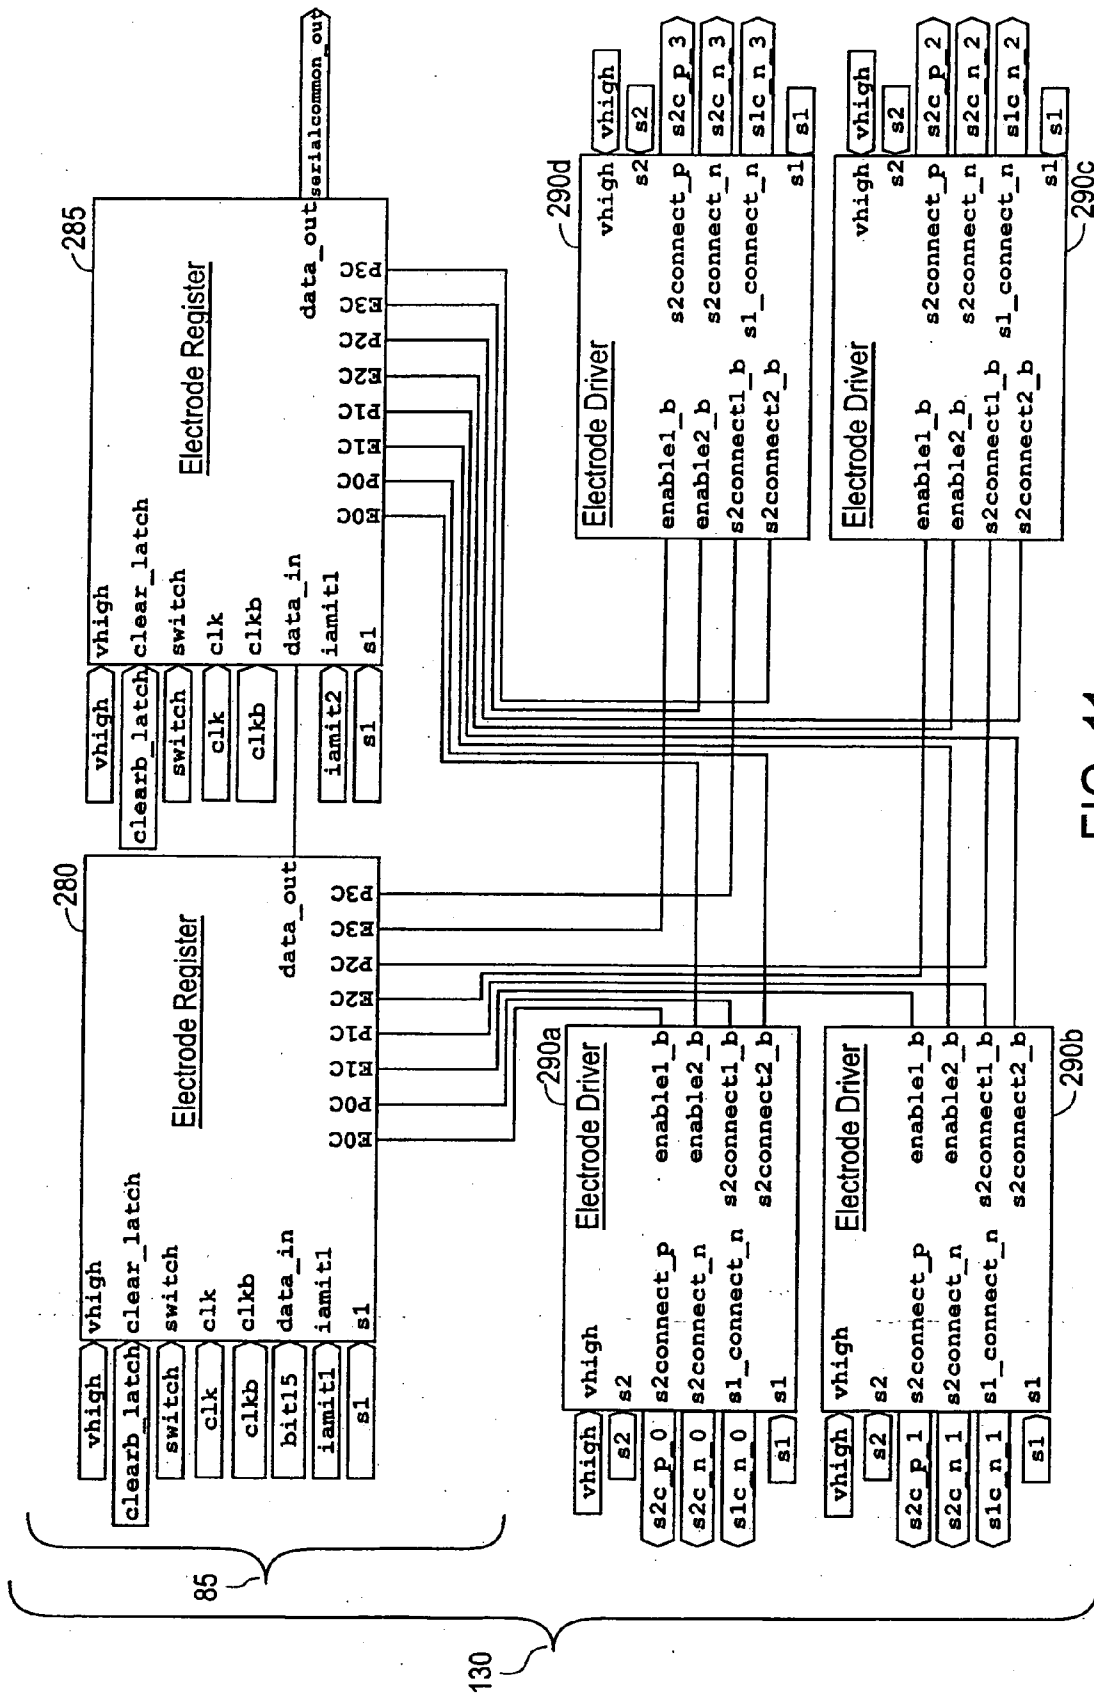 130
85
280
Electrode Register
vhigh
clearb_latch
switch
clk
clkb
bit15
iamit1
s1
vhigh
clear_latch
switch
clk
clkb
data_in
iamit1
s1
data_out
E0C
P0C
E1C
P1C
E2C
P2C
E3C
P3C
285
Electrode Register
vhigh
clearb_latch
switch
clk
clkb
iamit2
s1
vhigh
clear_latch
switch
clk
clkb
data_in
iamit1
s1
data_out
serialcommon_out
E0C
P0C
E1C
P1C
E2C
P2C
E3C
P3C
290a
Electrode Driver
vhigh
s2
s2c_p_0
s2c_n_0
s1c_n_0
s1
vhigh
s2
s2connect_p
s2connect_n
s1_connect_n
s1
enable1_b
enable2_b
s2connect1_b
s2connect2_b
290d
Electrode Driver
enable1_b
enable2_b
s2connect1_b
s2connect2_b
vhigh
s2
s2connect_p
s2connect_n
s1_connect_n
s1
vhigh
s2
s2c_p_3
s2c_n_3
s1c_n_3
s1
290b
Electrode Driver
vhigh
s2
s2c_p_1
s2c_n_1
s1c_n_1
s1
vhigh
s2
s2connect_p
s2connect_n
s1_connect_n
s1
enable1_b
enable2_b
s2connect1_b
s2connect2_b
290c
Electrode Driver
enable1_b
enable2_b
s2connect1_b
s2connect2_b
vhigh
s2
s2connect_p
s2connect_n
s1_connect_n
s1
vhigh
s2
s2c_p_2
s2c_n_2
s1c_n_2
s1
FIG. 11